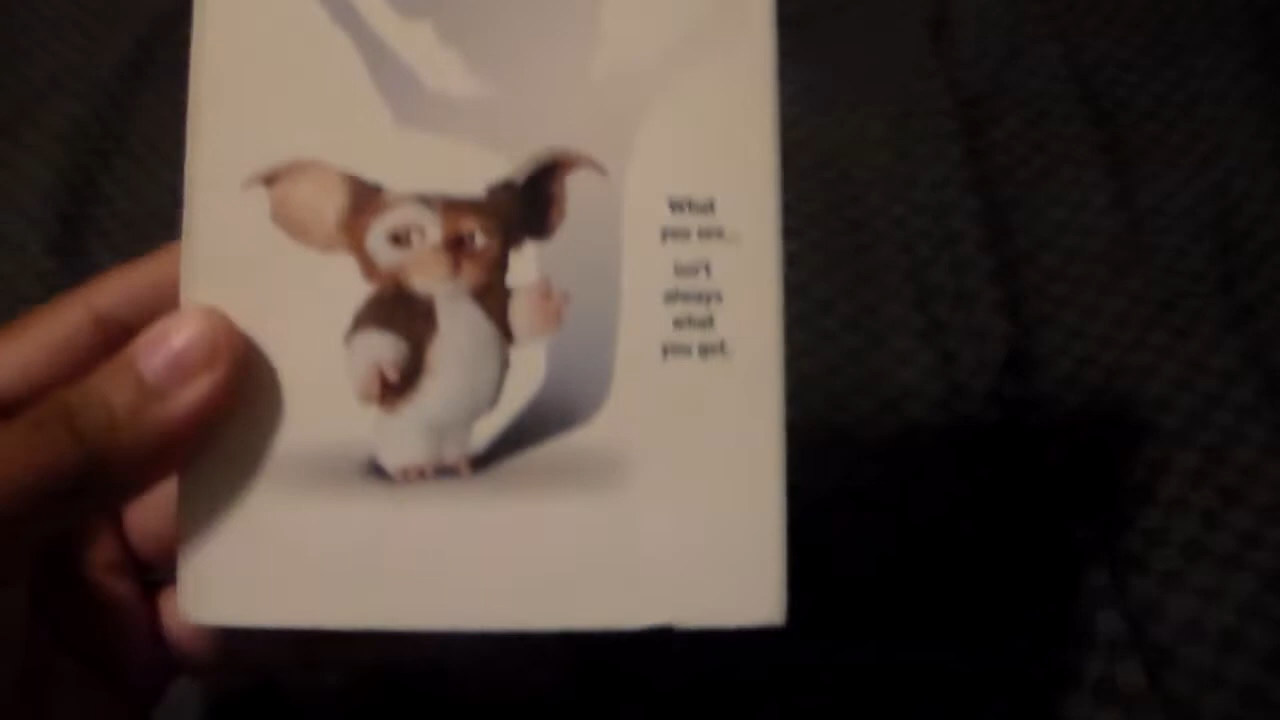 What
you see...
isn't
always
what
you get.